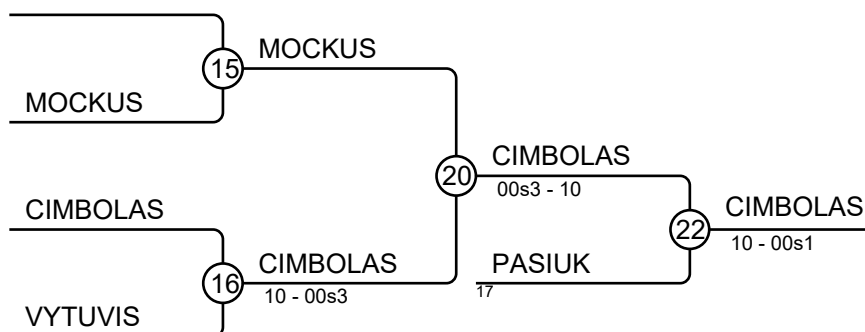 MOCKUS
15
MOCKUS
CIMBOLAS
20
00s3 - 10
CIMBOLAS
CIMBOLAS
22
10 - 00s1
CIMBOLAS
16
PASIUK
10 - 00s3
17
VYTUVIS